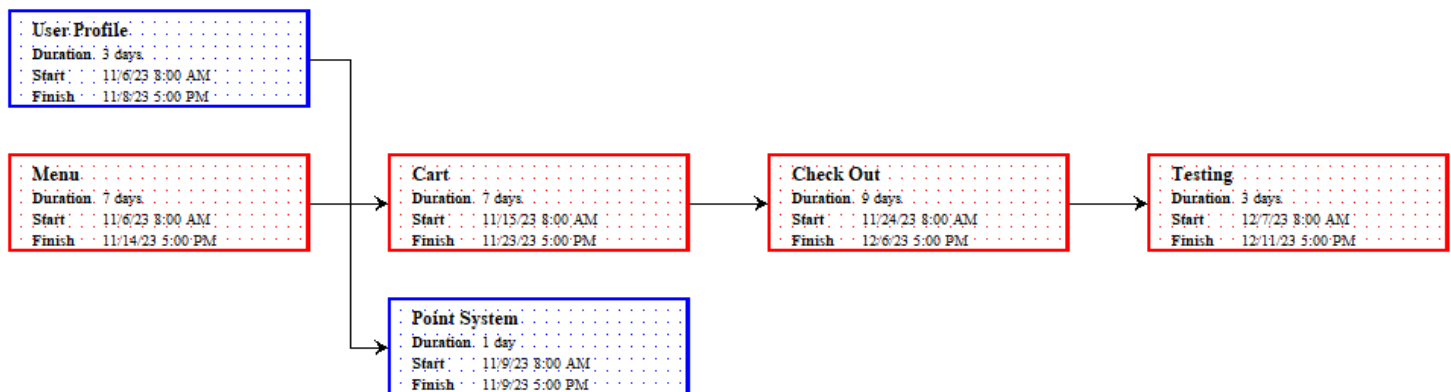 User Profile
Duration 3 days
Start 11/6/23 8:00 AM
Finish 11/8/23 5:00 PM
Menu
Duration 7 days
Start 11/6/23 8:00 AM
Finish 11/14/23 5:00 PM
Cart
Duration 7 days
Start 11/15/23 8:00 AM
Finish 11/23/23 5:00 PM
Check Out
Duration 9 days
Start 11/24/23 8:00 AM
Finish 12/6/23 5:00 PM
Testing
Duration 3 days
Start 12/7/23 8:00 AM
Finish 12/11/23 5:00 PM
Point System
Duration 1 day
Start 11/9/23 8:00 AM
Finish 11/9/23 5:00 PM